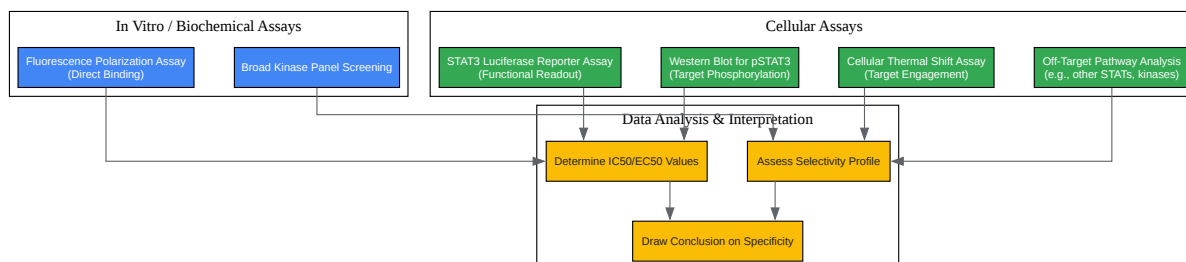 In Vitro / Biochemical Assays
Cellular Assays
Fluorescence Polarization Assay
(Direct Binding)
Broad Kinase Panel Screening
STAT3 Luciferase Reporter Assay
(Functional Readout)
Western Blot for pSTAT3
(Target Phosphorylation)
Cellular Thermal Shift Assay
(Target Engagement)
Off-Target Pathway Analysis
(e.g., other STATs, kinases)
Data Analysis & Interpretation
Determine IC50/EC50 Values
Assess Selectivity Profile
Draw Conclusion on Specificity